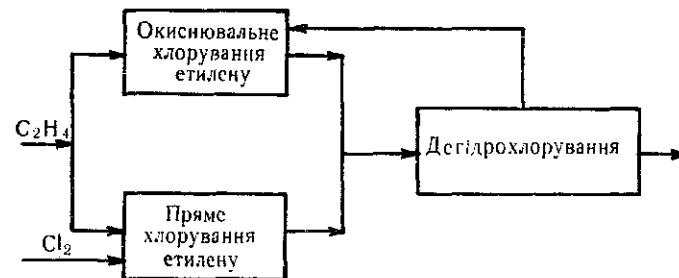 Окиснювальне
хлорування
етилену
C₂H₄
Дегідрохлорування
Пряме
хлорування
етилену
Cl₂